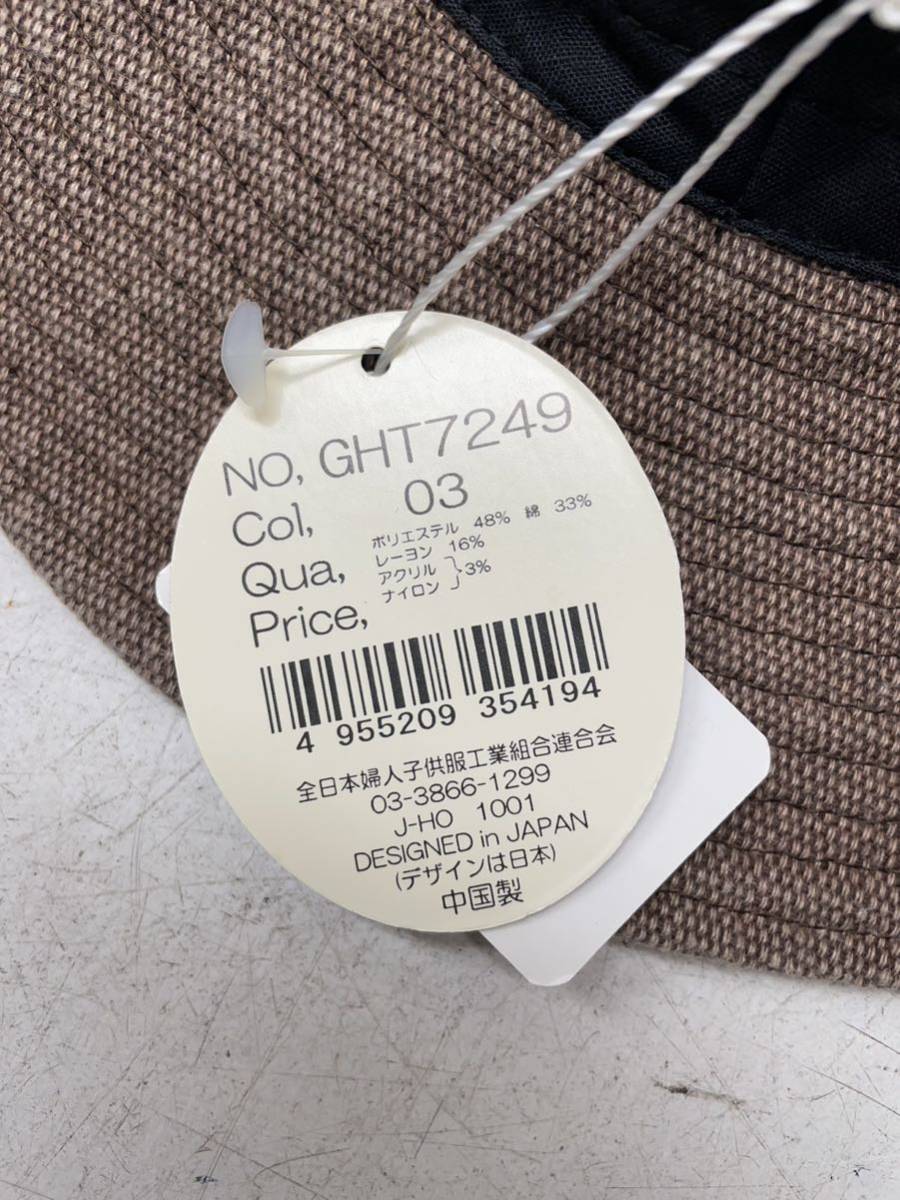 NO, GHT7249
Col, 03
Qua, ポリエステル 48% 綿 33%
レーヨン 16%
アクリル
ナイロン } 3%
Price,
4 955209 354194
全日本婦人子供服工業組合連合会
03-3866-1299
J-HO 1001
DESIGNED in JAPAN
(デザインは日本)
中国製